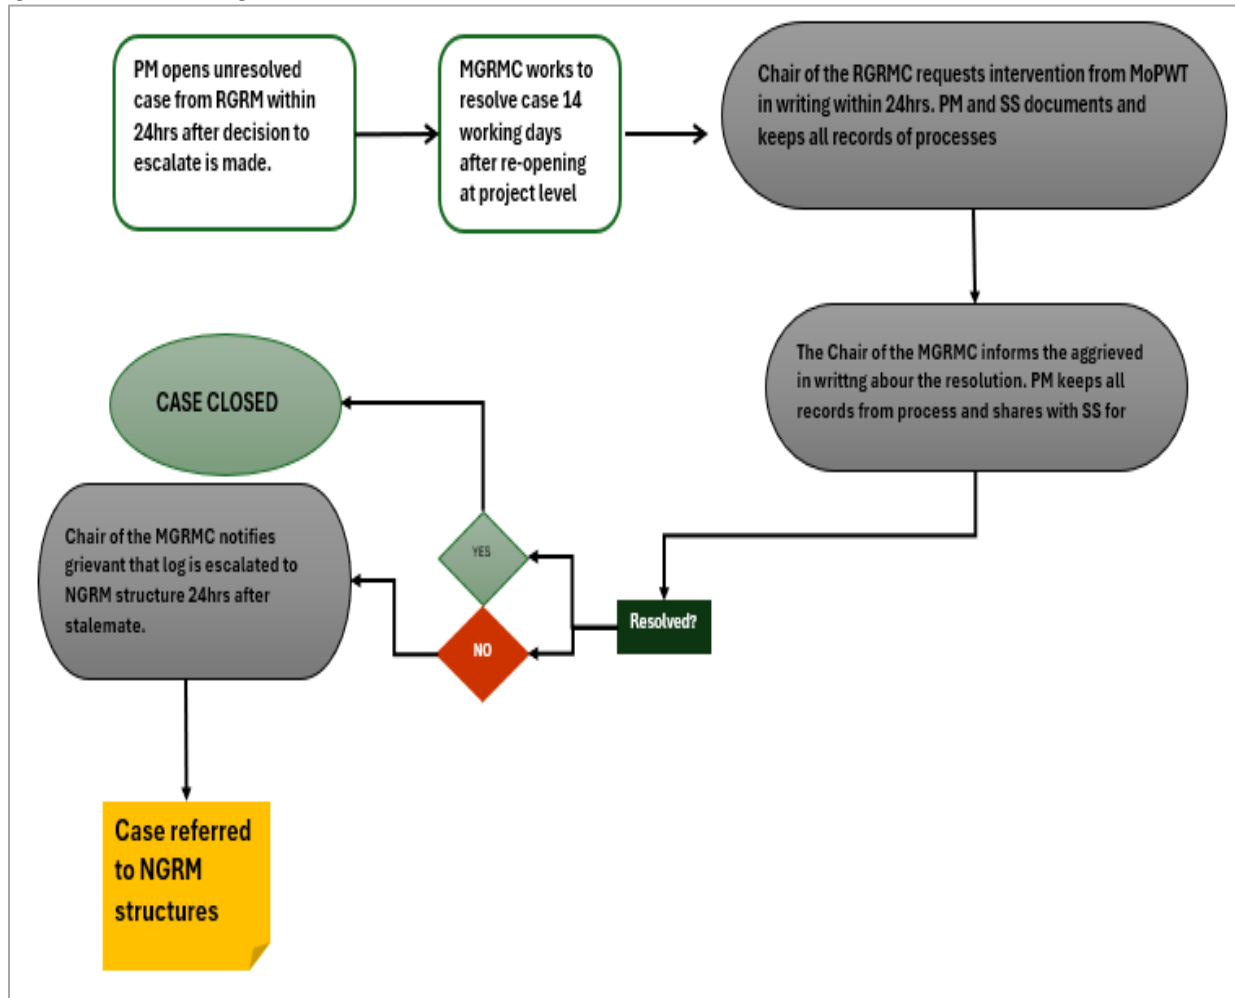 PM opens unresolved
case from RGRM within
24hrs after decision to
escalate is made.
MGRMC works to
resolve case 14
working days
after re-opening
at project level
Chair of the RGRMC requests intervention from MoPWT
in writing within 24hrs. PM and SS documents and
keeps all records of processes
The Chair of the MGRMC informs the aggrieved
in writtng abour the resolution. PM keeps all
records from process and shares with SS for
CASE CLOSED
Chair of the MGRMC notifies
grievant that log is escalated to
NGRM structure 24hrs after
stalemate.
YES
NO
Resolved?
Case referred
to NGRM
structures